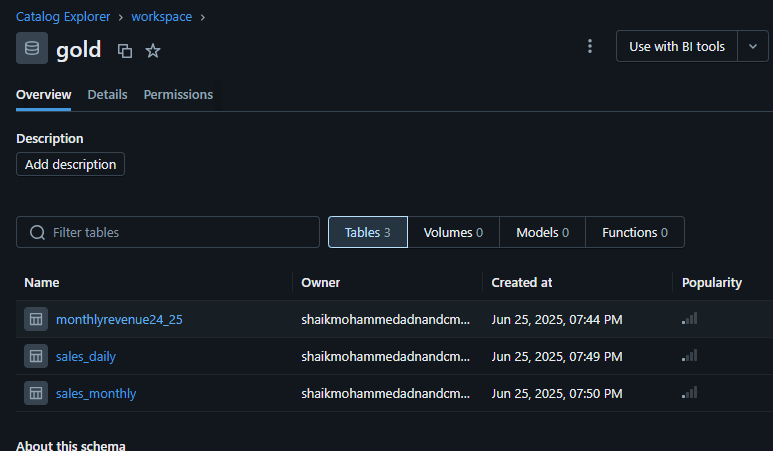 Catalog Explorer > workspace >
gold
Use with BI tools
Overview Details Permissions
Description
Add description
Filter tables
Tables 3 Volumes 0 Models 0 Functions 0
Name Owner Created at Popularity
monthlyrevenue24_25 shaikmohammedadnandcm... Jun 25, 2025, 07:44 PM
sales_daily shaikmohammedadnandcm... Jun 25, 2025, 07:49 PM
sales_monthly shaikmohammedadnandcm... Jun 25, 2025, 07:50 PM
About this schema